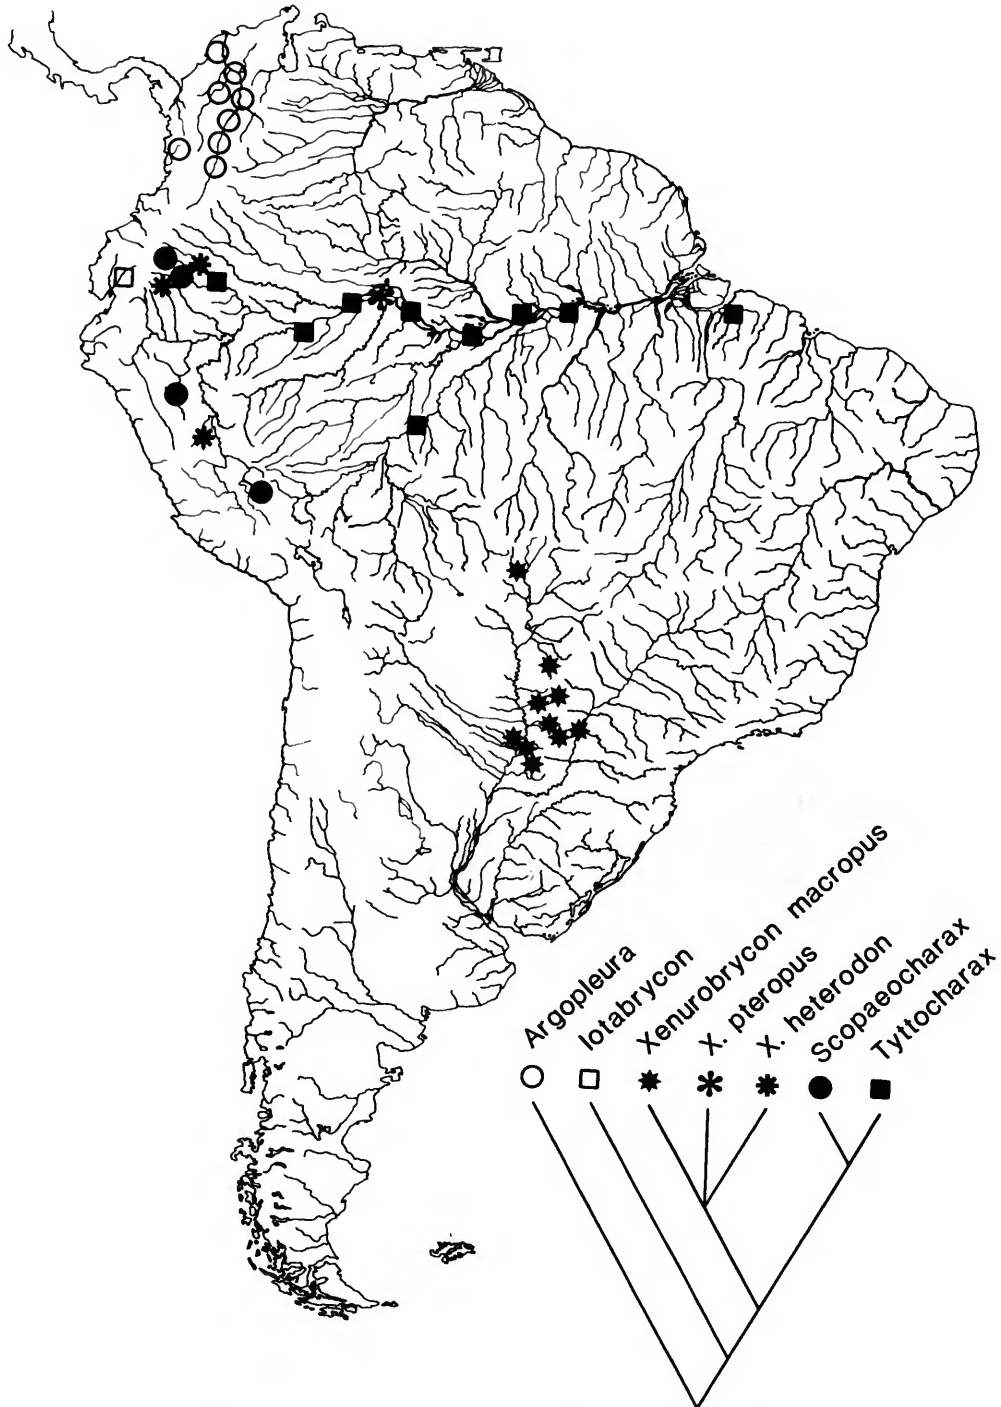 Argopleura
Iotabrycon
Xenurobrycon macropus
X. pteropus
X. heterodon
Scopaeocharax
Tyttocharax